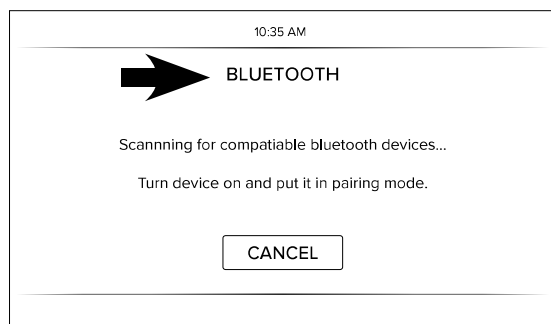 10:35 AM
BLUETOOTH
Scannning for compatiable bluetooth devices...
Turn device on and put it in pairing mode.
CANCEL